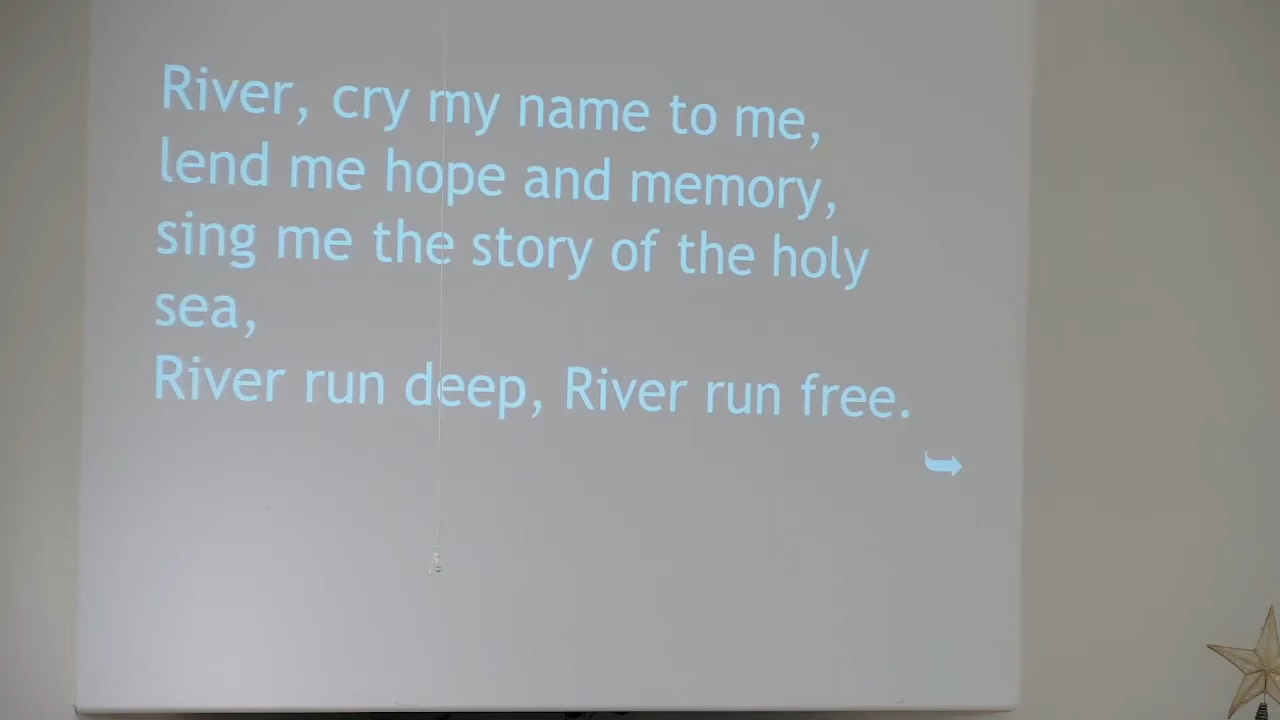 River, cry my name to me,
lend me hope and memory,
sing me the story of the holy
sea,
River run deep, River run free.